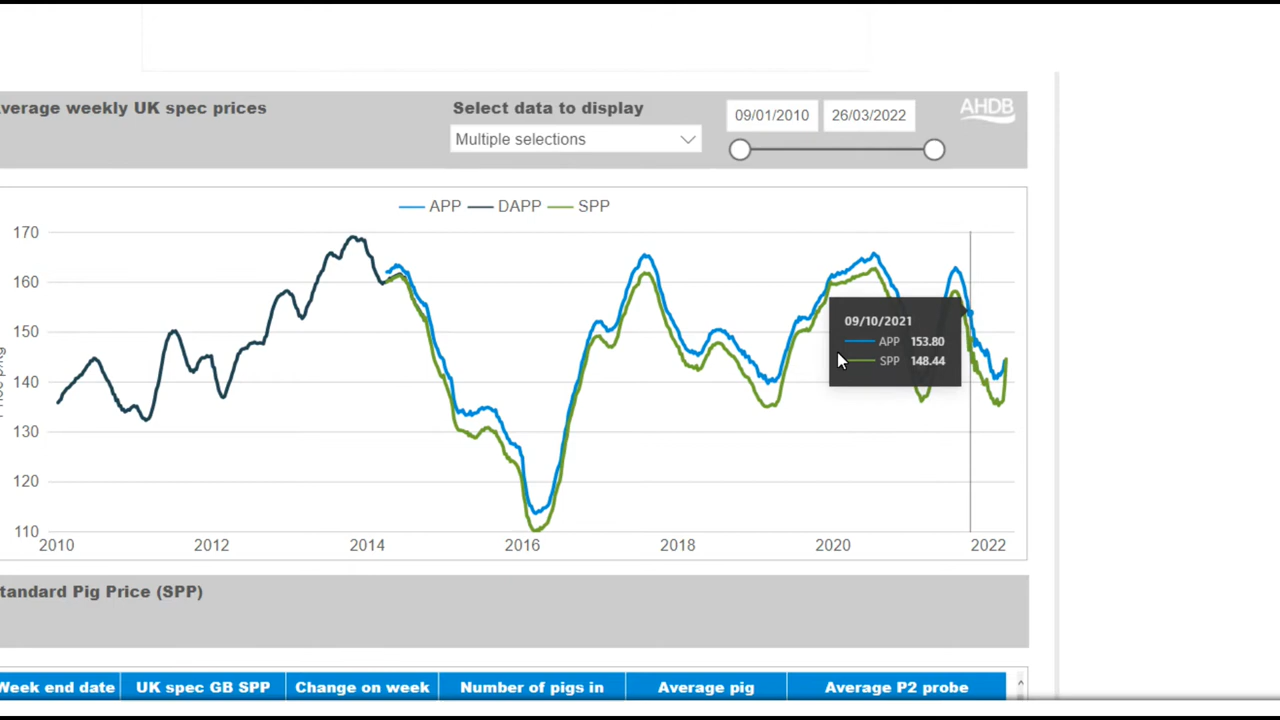 verage weekly UK spec prices
Select data to display
Multiple selections
09/01/2010
26/03/2022
AHDB
APP DAPP SPP
170
160
150
140
130
120
110
09/10/2021
APP 153.80
SPP 148.44
2010 2012 2014 2016 2018 2020 2022
tandard Pig Price (SPP)
Week end date UK spec GB SPP Change on week Number of pigs in Average pig Average P2 probe